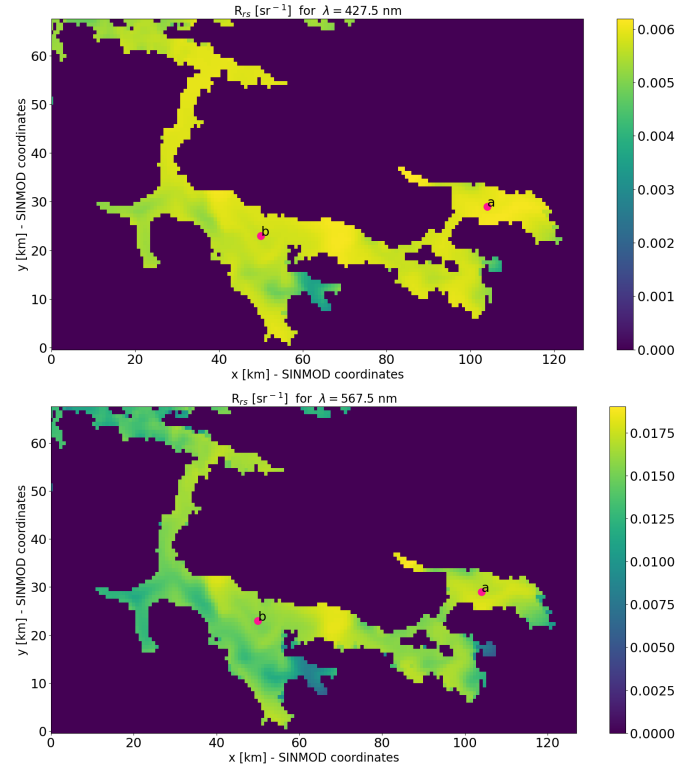 R_rs [sr⁻¹] for λ = 427.5 nm
y [km] - SINMOD coordinates
60
50
40
30
20
10
0
a
b
0 20 40 60 80 100 120
x [km] - SINMOD coordinates
0.006
0.005
0.004
0.003
0.002
0.001
0.000
R_rs [sr⁻¹] for λ = 567.5 nm
y [km] - SINMOD coordinates
60
50
40
30
20
10
0
a
b
0 20 40 60 80 100 120
x [km] - SINMOD coordinates
0.0175
0.0150
0.0125
0.0100
0.0075
0.0050
0.0025
0.0000